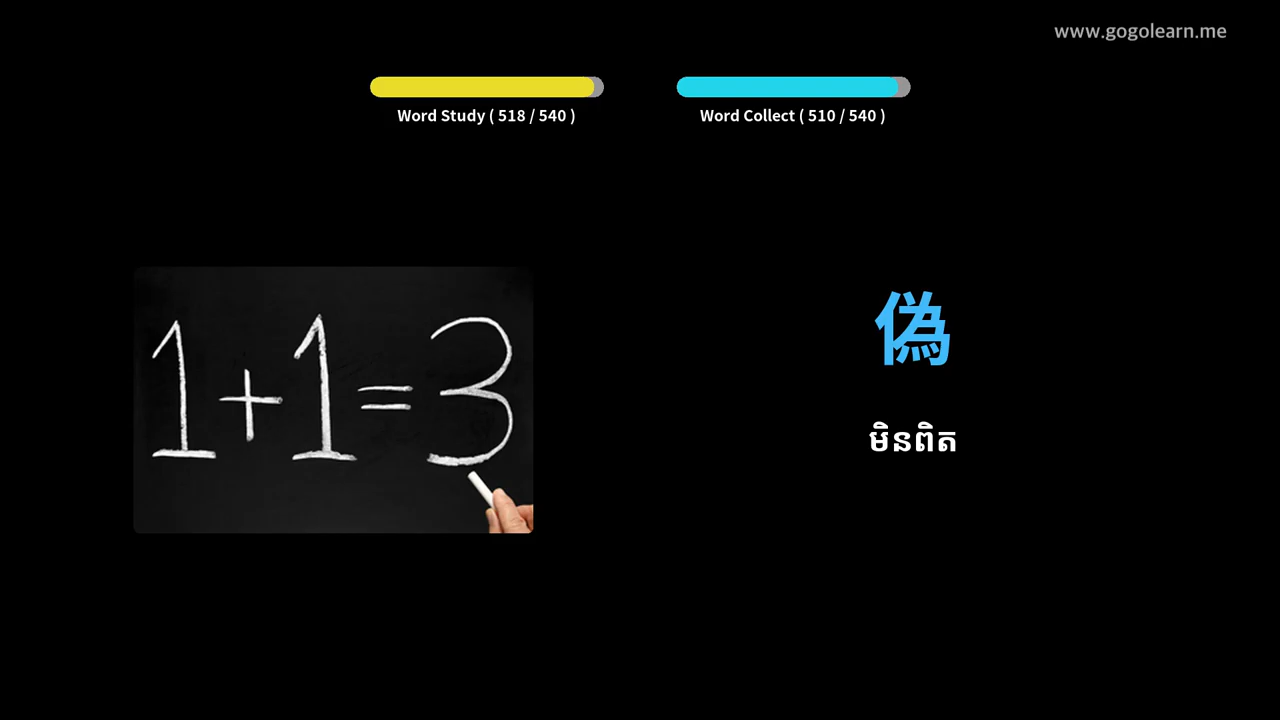 www.gogolearn.me
Word Study ( 518 / 540 )
Word Collect ( 510 / 540 )
1+1=3
偽
មិនពិត